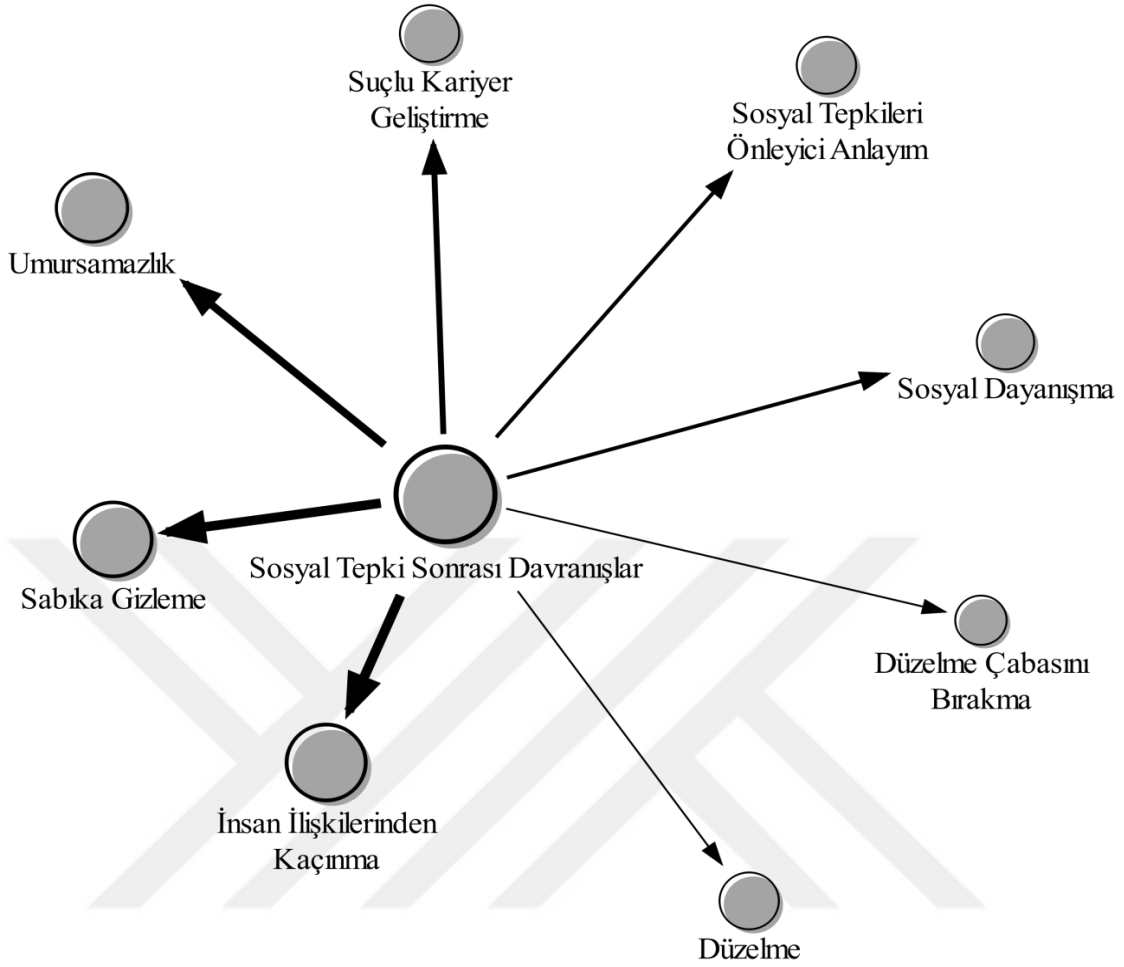 Suçlu Kariyer
Geliştirme
Sosyal Tepkileri
Önleyici Anlayım
Umursamazlık
Sosyal Dayanışma
Sosyal Tepki Sonrası Davranışlar
Sabıka Gizleme
Düzelme Çabasını
Bırakma
İnsan İlişkilerinden
Kaçınma
Düzelme